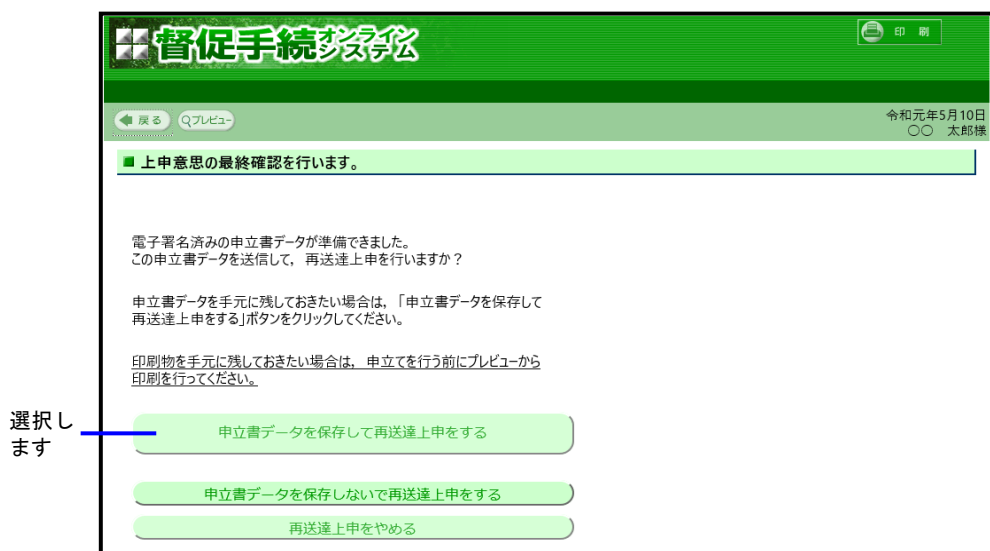 督促手続オンラインシステム
印 刷
戻る
プレビュー
令和元年5月10日
○○ 太郎様
上申意思の最終確認を行います。
電子署名済みの申立書データが準備できました。
この申立書データを送信して，再送達上申を行いますか？
申立書データを手元に残しておきたい場合は，「申立書データを保存して
再送達上申をする」ボタンをクリックしてください。
印刷物を手元に残しておきたい場合は，申立てを行う前にプレビューから
印刷を行ってください。
選択し
ます
申立書データを保存して再送達上申をする
申立書データを保存しないで再送達上申をする
再送達上申をやめる